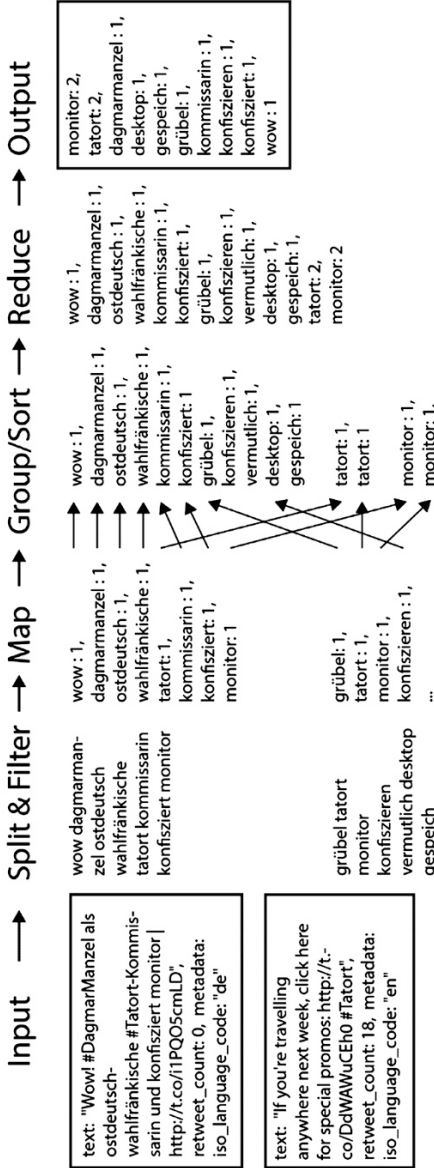 Input → Split & Filter → Map → Group/Sort → Reduce → Output
text: "Wow! #DagmarManzel als
ostdeutsch-
wahlfränkische #Tatort-Kommis-
sarin und konfisziert monitor|
http://t.co/i1PQO5cmLD",
retweet_count: 0, metadata:
iso_language_code: "de"
text: "If you're travelling
anywhere next week, click here
for special promos: http://t.-
co/DdWAWuCEh0 #Tatort",
retweet_count: 18, metadata:
iso_language_code: "en"
wow dagmarman-
zel ostdeutsch
wahlfränkische
tatort kommissarin
konfisziert monitor
grübel tatort
monitor
konfiszieren
vermutlich desktop
gespeich
wow : 1,
dagmarmanzel : 1,
ostdeutsch : 1,
wahlfränkische : 1,
tatort: 1,
kommissarin : 1,
konfisziert : 1,
monitor: 1
grübel: 1,
tatort : 1,
monitor : 1,
konfiszieren : 1,
...
wow : 1,
dagmarmanzel : 1,
ostdeutsch : 1,
wahlfränkische : 1,
kommissarin : 1,
konfisziert: 1
grübel: 1,
konfiszieren : 1,
vermutlich: 1,
desktop: 1,
gespeich: 1
tatort: 1,
tatort: 1
monitor : 1,
monitor: 1,
wow : 1,
dagmarmanzel : 1,
ostdeutsch : 1,
wahlfränkische : 1,
kommissarin : 1,
konfisziert: 1,
grübel: 1,
konfiszieren : 1,
vermutlich: 1,
desktop: 1,
gespeich: 1,
tatort: 2,
monitor: 2
monitor: 2,
tatort: 2,
dagmarmanzel : 1,
desktop: 1,
gespeich : 1,
grübel: 1,
kommissarin : 1,
konfiszieren : 1,
konfisziert: 1,
wow : 1